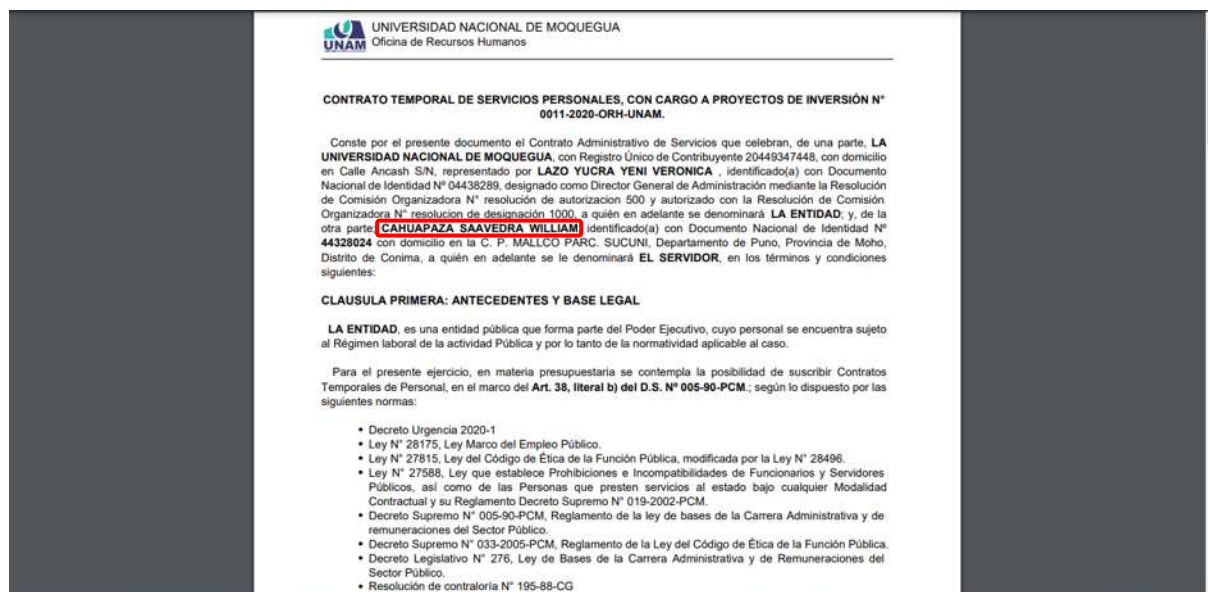 UNIVERSIDAD NACIONAL DE MOQUEGUA
UNAM Oficina de Recursos Humanos
CONTRATO TEMPORAL DE SERVICIOS PERSONALES, CON CARGO A PROYECTOS DE INVERSIÓN N°
0011-2020-ORH-UNAM.
Conste por el presente documento el Contrato Administrativo de Servicios que celebran, de una parte, LA
UNIVERSIDAD NACIONAL DE MOQUEGUA, con Registro Único de Contribuyente 20449347448, con domicilio
en Calle Ancash S/N, representado por LAZO YUCRA YENI VERONICA , identificado(a) con Documento
Nacional de Identidad Nº 04438289, designado como Director General de Administración mediante la Resolución
de Comisión Organizadora N° resolución de autorizacion 500 y autorizado con la Resolución de Comisión
Organizadora N° resolucion de designación 1000, a quién en adelante se denominará LA ENTIDAD; y, de la
otra parte; CAHUAPAZA SAAVEDRA WILLIAM, identificado(a) con Documento Nacional de Identidad Nº
44328024 con domicilio en la C. P. MALLCO PARC. SUCUNI, Departamento de Puno, Provincia de Moho,
Distrito de Conima, a quién en adelante se le denominará EL SERVIDOR, en los términos y condiciones
siguientes:
CLAUSULA PRIMERA: ANTECEDENTES Y BASE LEGAL
LA ENTIDAD, es una entidad pública que forma parte del Poder Ejecutivo, cuyo personal se encuentra sujeto
al Régimen laboral de la actividad Pública y por lo tanto de la normatividad aplicable al caso.
Para el presente ejercicio, en materia presupuestaria se contempla la posibilidad de suscribir Contratos
Temporales de Personal, en el marco del Art. 38, literal b) del D.S. Nº 005-90-PCM.; según lo dispuesto por las
siguientes normas:
• Decreto Urgencia 2020-1
• Ley N° 28175, Ley Marco del Empleo Público.
• Ley N° 27815, Ley del Código de Ética de la Función Pública, modificada por la Ley N° 28496.
• Ley N° 27588, Ley que establece Prohibiciones e Incompatibilidades de Funcionarios y Servidores
Públicos, así como de las Personas que presten servicios al estado bajo cualquier Modalidad
Contractual y su Reglamento Decreto Supremo N° 019-2002-PCM.
• Decreto Supremo N° 005-90-PCM, Reglamento de la ley de bases de la Carrera Administrativa y de
remuneraciones del Sector Público.
• Decreto Supremo N° 033-2005-PCM, Reglamento de la Ley del Código de Ética de la Función Pública.
• Decreto Legislativo N° 276, Ley de Bases de la Carrera Administrativa y de Remuneraciones del
Sector Público.
• Resolución de contraloría N° 195-88-CG